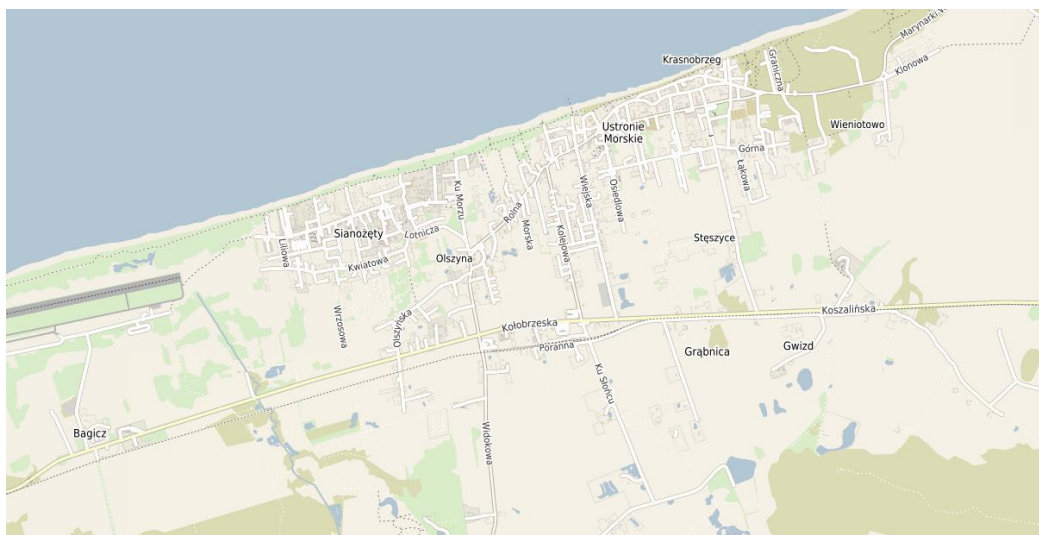 Marynarki
Krasnobrzeg
Graniczna
Klonowa
Ustronie
Morskie
Wieniotowo
Górna
Łąkowa
Ku Morzu
Wiejska
Osiedlowa
Rolna
Morska
Kolejowa
Sianożęty
Lotnicza
Liliowa
Stęszyce
Olszyna
Kwiatowa
Wrzosowa
Olszyńska
Kołobrzeska
Koszalińska
Poranna
Grąbnica
Gwizd
Ku Słońcu
Bagicz
Widokowa